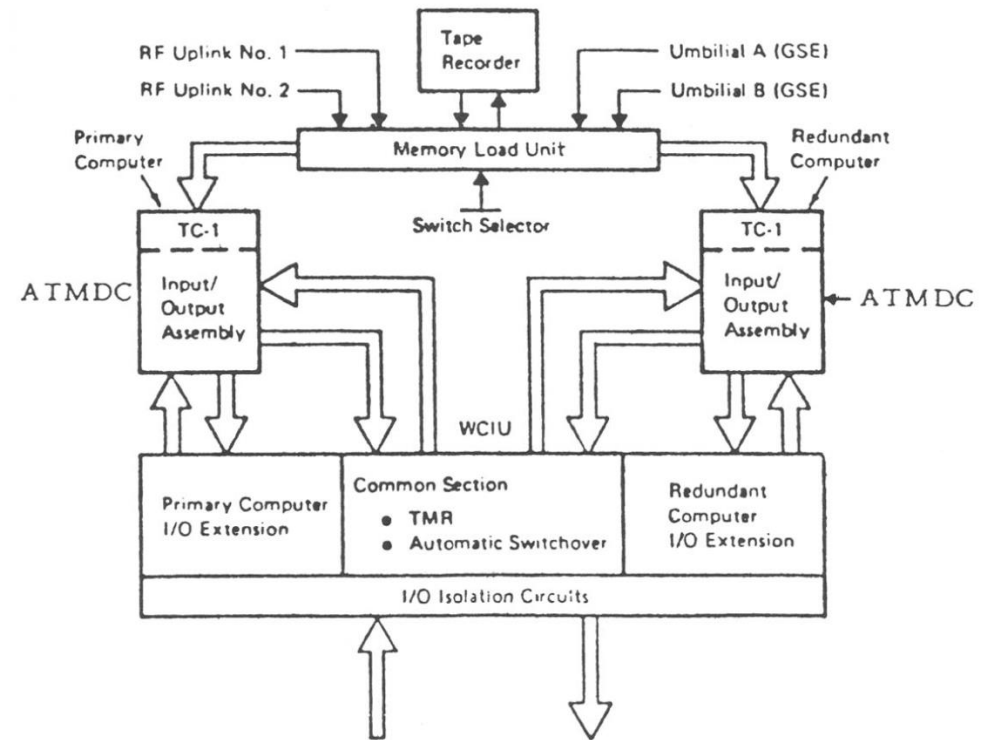 RF Uplink No. 1
RF Uplink No. 2
Tape
Recorder
Umbilial A (GSE)
Umbilial B (GSE)
Primary
Computer
Memory Load Unit
Redundant
Computer
Switch Selector
TC-1
TC-1
ATMDC
Input/
Output
Assembly
Input/
Output
Assembly
ATMDC
WCIU
Primary Computer
I/O Extension
Common Section
● TMR
● Automatic Switchover
Redundant
Computer
I/O Extension
I/O Isolation Circuits